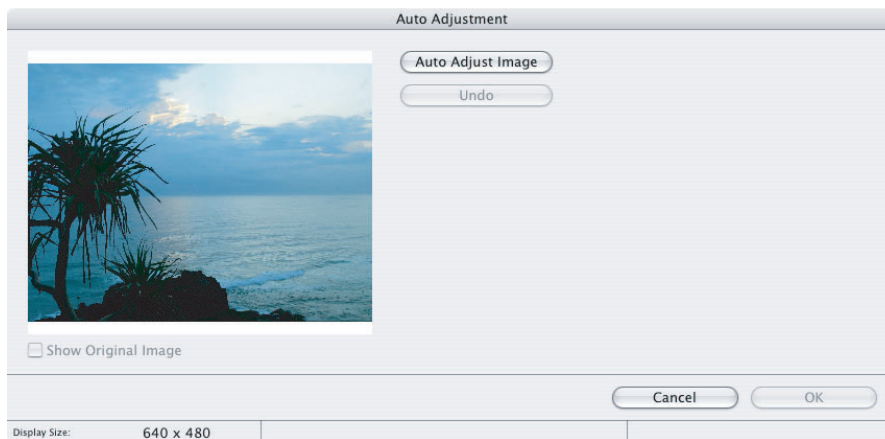 Auto Adjustment
Auto Adjust Image
Undo
Show Original Image
Cancel OK
Display Size: 640 x 480